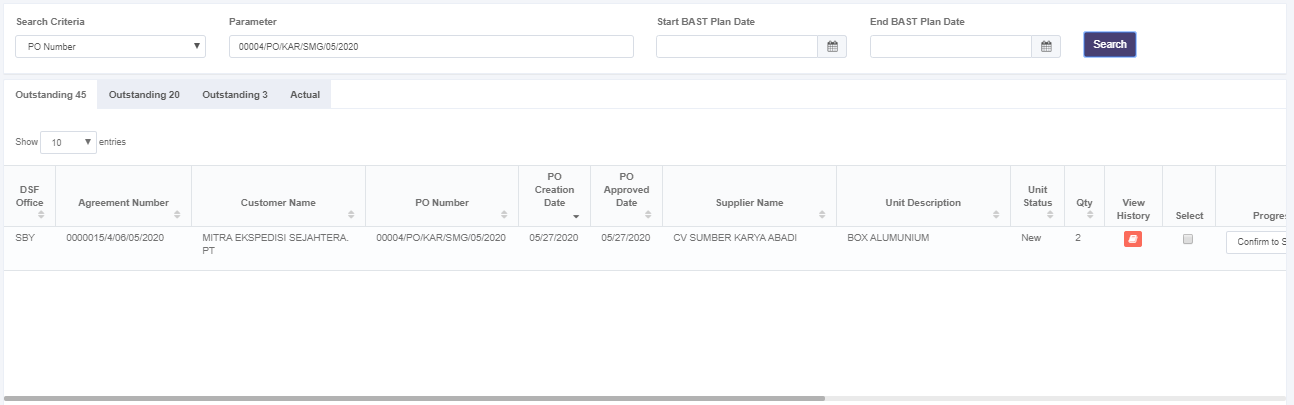 Search Criteria Parameter Start BAST Plan Date End BAST Plan Date
PO Number 00004/PO/KAR/SMG/05/2020 Search
Outstanding 45 Outstanding 20 Outstanding 3 Actual
Show 10 entries
DSF Office Agreement Number Customer Name PO Number PO Creation Date PO Approved Date Supplier Name Unit Description Unit Status Qty View History Select Progres
SBY 0000015/4/06/05/2020 MITRA EKSPEDISI SEJAHTERA. PT 00004/PO/KAR/SMG/05/2020 05/27/2020 05/27/2020 CV SUMBER KARYA ABADI BOX ALUMUNIUM New 2 Confirm to S